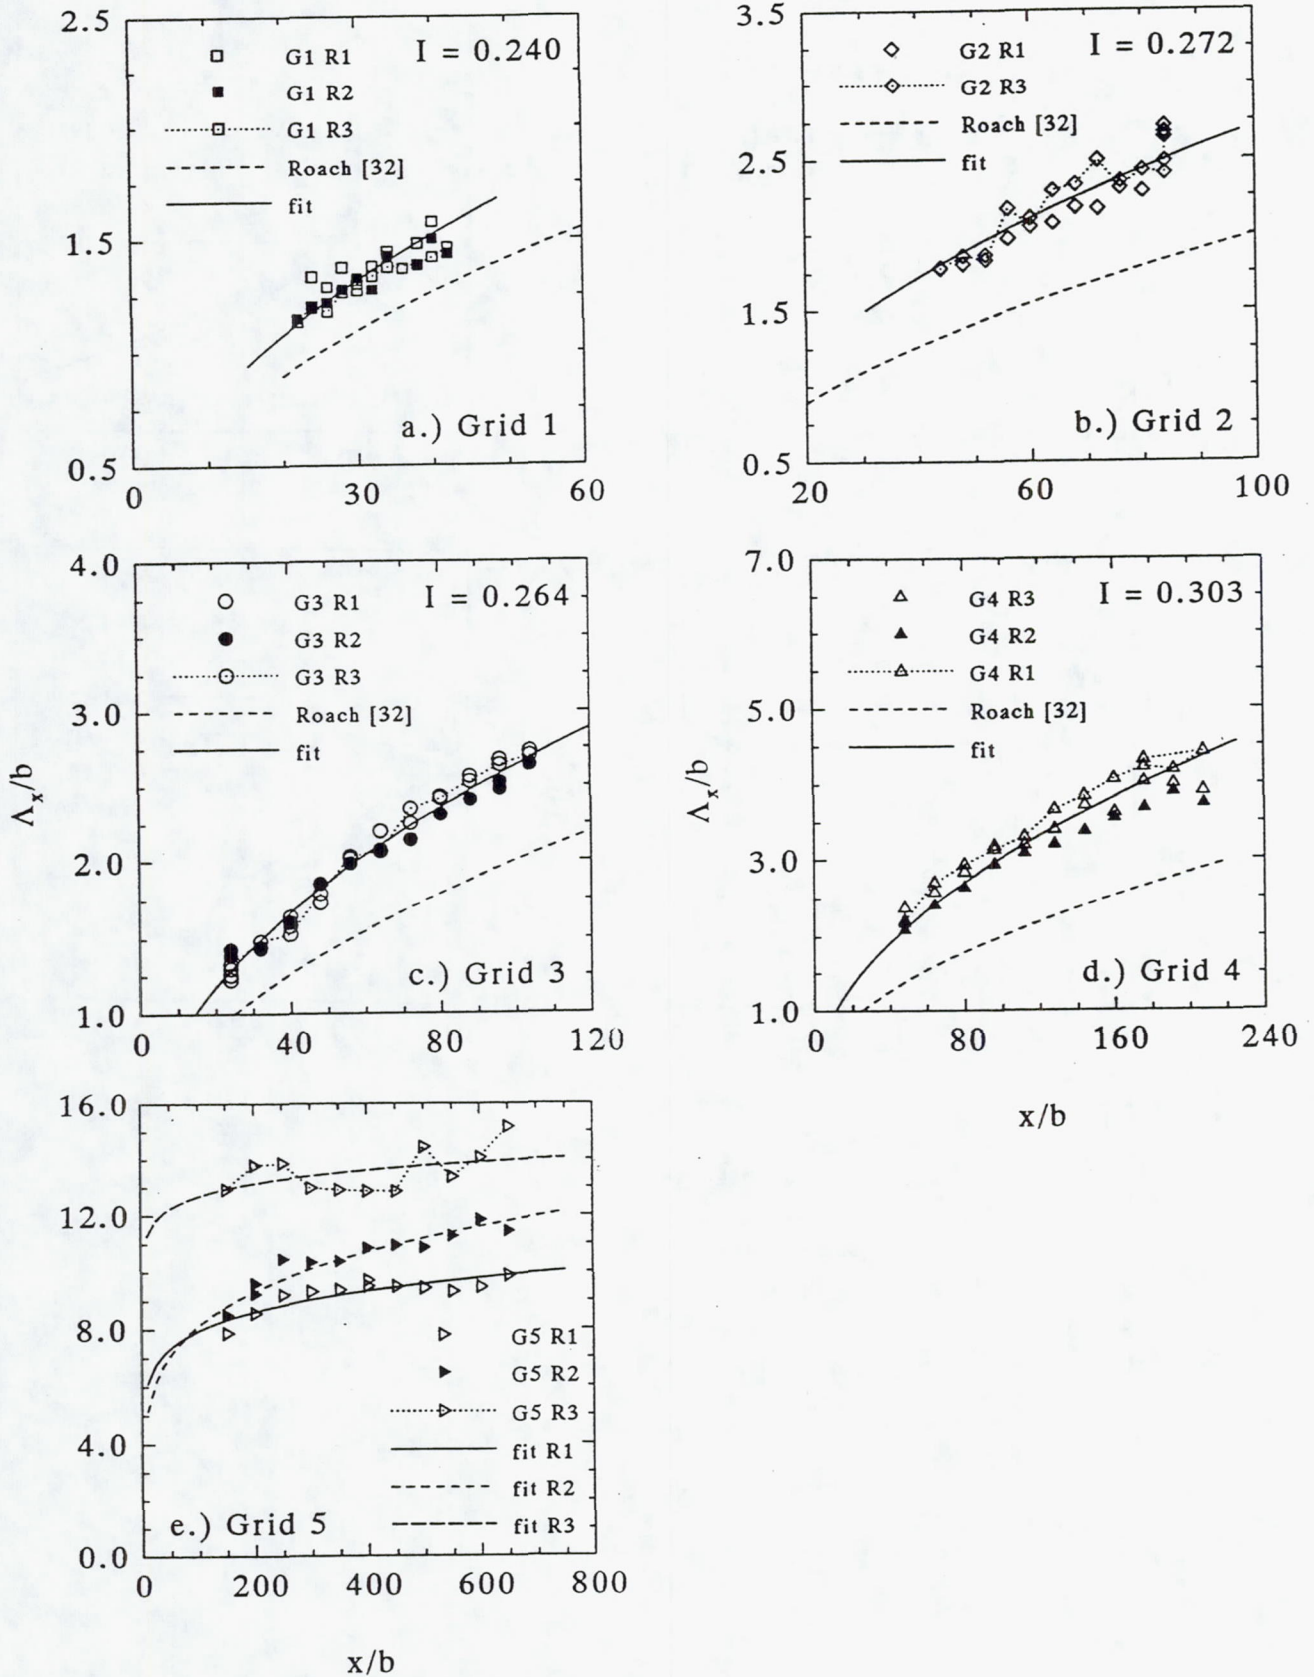 2.5
1.5
0.5
0
30
60
G1 R1
G1 R2
G1 R3
Roach [32]
fit
I = 0.240
a.) Grid 1
3.5
2.5
1.5
0.5
20
60
100
G2 R1
G2 R3
Roach [32]
fit
I = 0.272
b.) Grid 2
Λx/b
4.0
3.0
2.0
1.0
0
40
80
120
G3 R1
G3 R2
G3 R3
Roach [32]
fit
I = 0.264
c.) Grid 3
Λx/b
7.0
5.0
3.0
1.0
0
80
160
240
G4 R3
G4 R2
G4 R1
Roach [32]
fit
I = 0.303
d.) Grid 4
x/b
16.0
12.0
8.0
4.0
0.0
0
200
400
600
800
G5 R1
G5 R2
G5 R3
fit R1
fit R2
fit R3
e.) Grid 5
x/b